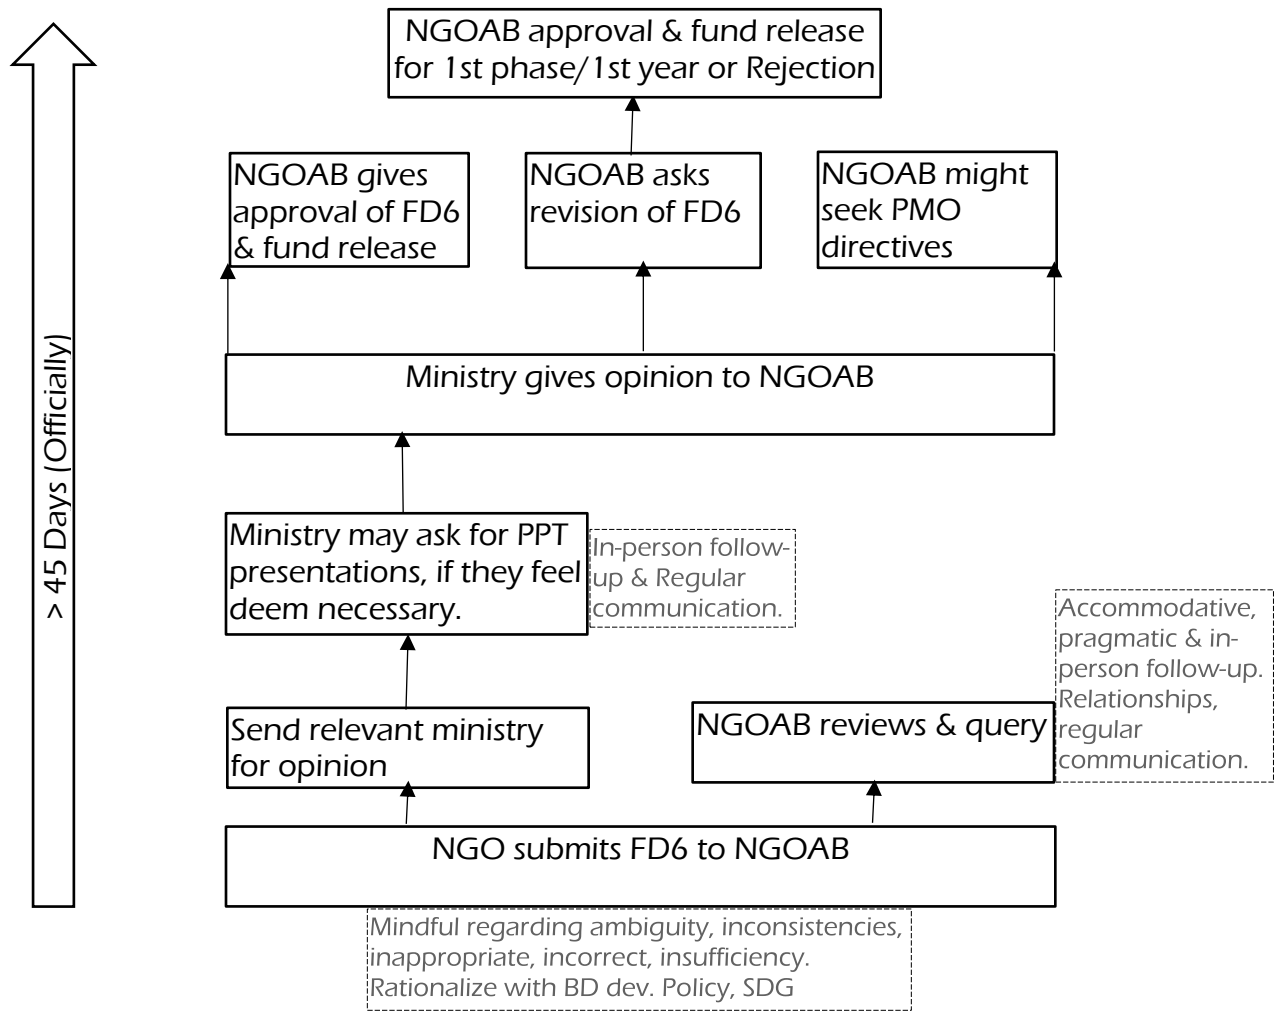 NGOAB approval & fund release
for 1st phase/1st year or Rejection
NGOAB gives
approval of FD6
& fund release
NGOAB asks
revision of FD6
NGOAB might
seek PMO
directives
> 45 Days (Officially)
Ministry gives opinion to NGOAB
Ministry may ask for PPT
presentations, if they feel
deem necessary.
In-person follow-
up & Regular
communication.
Accommodative,
pragmatic & in-
person follow-up.
Relationships,
regular
communication.
Send relevant ministry
for opinion
NGOAB reviews & query
NGO submits FD6 to NGOAB
Mindful regarding ambiguity, inconsistencies,
inappropriate, incorrect, insufficiency.
Rationalize with BD dev. Policy, SDG